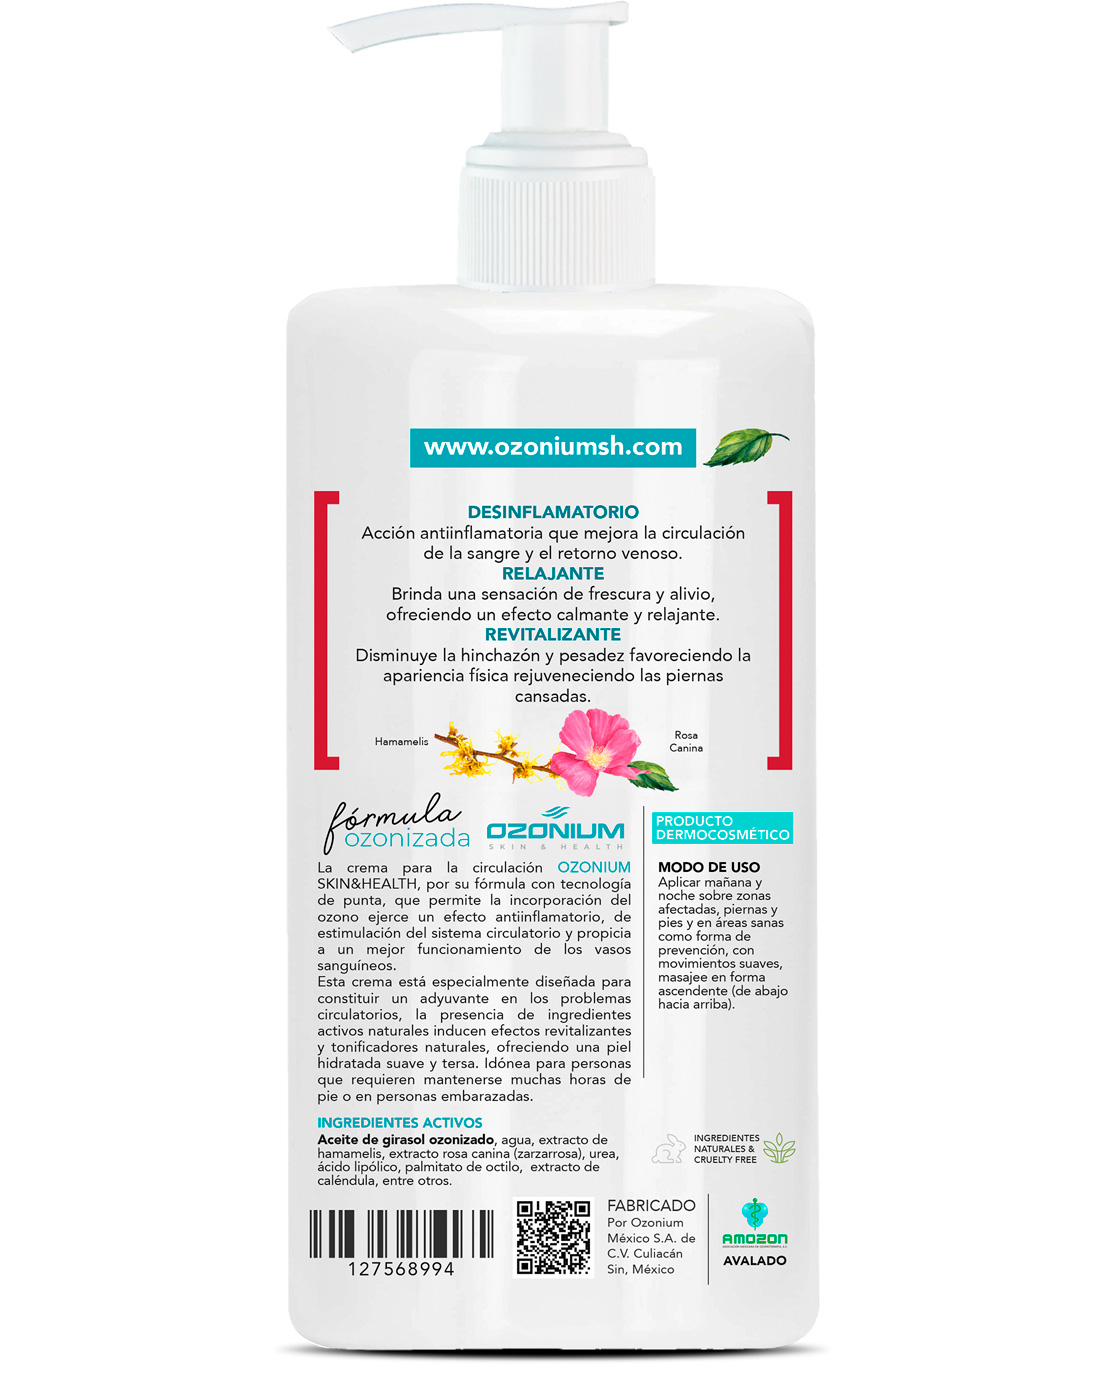 www.ozoniumsh.com
DESINFLAMATORIO
Acción antiinflamatoria que mejora la circulación
de la sangre y el retorno venoso.
RELAJANTE
Brinda una sensación de frescura y alivio,
ofreciendo un efecto calmante y relajante.
REVITALIZANTE
Disminuye la hinchazón y pesadez favoreciendo la
apariencia física rejuveneciendo las piernas
cansadas.
Hamamelis
Rosa
Canina
fórmula
ozonizada
OZONIUM
SKIN & HEALTH
La crema para la circulación OZONIUM
SKIN&HEALTH, por su fórmula con tecnología
de punta, que permite la incorporación del
ozono ejerce un efecto antiinflamatorio, de
estimulación del sistema circulatorio y propicia
a un mejor funcionamiento de los vasos
sanguíneos.
Esta crema está especialmente diseñada para
constituir un adyuvante en los problemas
circulatorios, la presencia de ingredientes
activos naturales inducen efectos revitalizantes
y tonificadores naturales, ofreciendo una piel
hidratada suave y tersa. Idónea para personas
que requieren mantenerse muchas horas de
pie o en personas embarazadas.
PRODUCTO
DERMOCOSMÉTICO
MODO DE USO
Aplicar mañana y
noche sobre zonas
afectadas, piernas y
pies y en áreas sanas
como forma de
prevención, con
movimientos suaves,
masajee en forma
ascendente (de abajo
hacia arriba).
INGREDIENTES ACTIVOS
Aceite de girasol ozonizado, agua, extracto de
hamamelis, extracto rosa canina (zarzarrosa), urea,
ácido lipólico, palmitato de octilo, extracto de
caléndula, entre otros.
INGREDIENTES
NATURALES &
CRUELTY FREE
127568994
FABRICADO
Por Ozonium
México S.A. de
C.V. Culiacán
Sin, México
AMOZON
AVALADO